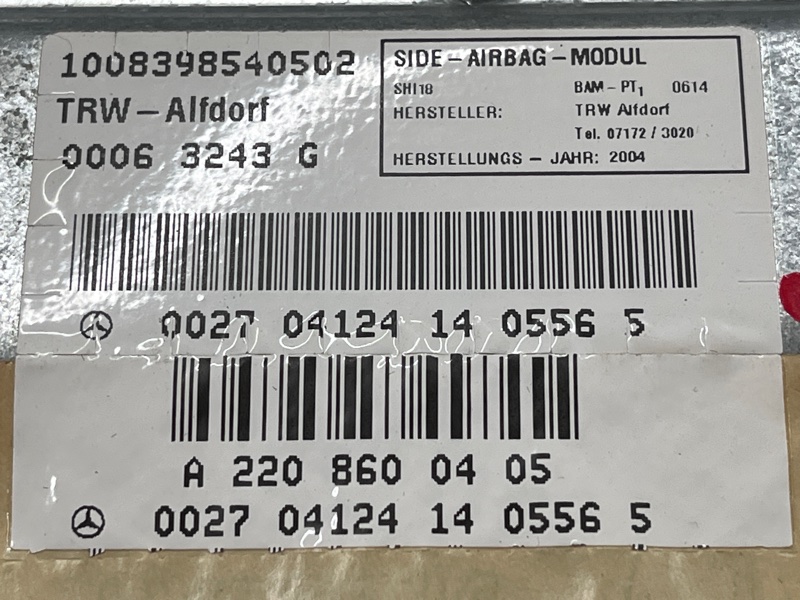 1008398540502
TRW-Alfdorf
0006 3243 G
SIDE-AIRBAG-MODUL
SHI18 BAM-PT1 0614
HERSTELLER: TRW Alfdorf
Tel. 07172/3020
HERSTELLUNGS-JAHR: 2004
0027 04124 14 0556 5
A 220 860 04 05
0027 04124 14 0556 5